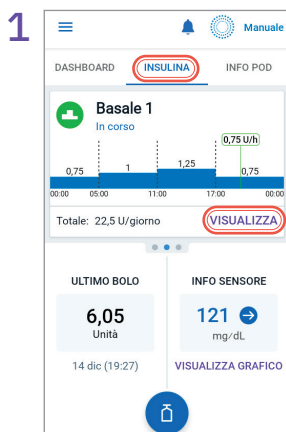 1
Manuale
DASHBOARD INSULINA INFO POD
Basale 1
In corso
0,75 U/h
0,75 1 1,25 0,75
00:00 05:00 11:00 17:00 00:00
Totale: 22,5 U/giorno VISUALIZZA
ULTIMO BOLO INFO SENSORE
6,05 121
Unità mg/dL
14 dic (19:27) VISUALIZZA GRAFICO